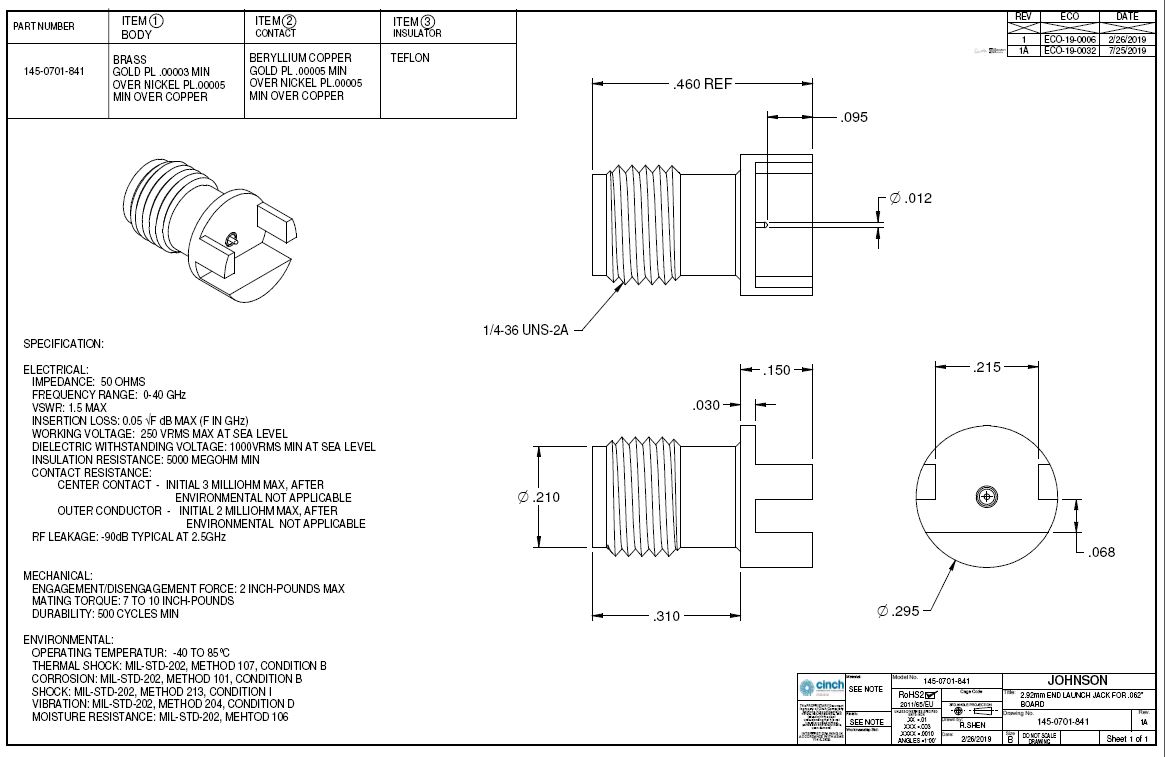 PART NUMBER
ITEM 1
BODY
ITEM 2
CONTACT
ITEM 3
INSULATOR
145-0701-841
BRASS
GOLD PL .00003 MIN
OVER NICKEL PL.00005
MIN OVER COPPER
BERYLLIUM COPPER
GOLD PL .00005 MIN
OVER NICKEL PL.00005
MIN OVER COPPER
TEFLON
REV ECO DATE
1 ECO-19-0006 2/26/2019
1A ECO-19-0032 7/25/2019
.460 REF
.095
Ø .012
1/4-36 UNS-2A
.150
.030
Ø .210
.310
.215
.068
Ø .295
SPECIFICATION:
ELECTRICAL:
IMPEDANCE: 50 OHMS
FREQUENCY RANGE: 0-40 GHz
VSWR: 1.5 MAX
INSERTION LOSS: 0.05 √F dB MAX (F IN GHz)
WORKING VOLTAGE: 250 VRMS MAX AT SEA LEVEL
DIELECTRIC WITHSTANDING VOLTAGE: 1000VRMS MIN AT SEA LEVEL
INSULATION RESISTANCE: 5000 MEGOHM MIN
CONTACT RESISTANCE:
CENTER CONTACT - INITIAL 3 MILLIOHM MAX, AFTER
ENVIRONMENTAL NOT APPLICABLE
OUTER CONDUCTOR - INITIAL 2 MILLIOHM MAX, AFTER
ENVIRONMENTAL NOT APPLICABLE
RF LEAKAGE: -90dB TYPICAL AT 2.5GHz
MECHANICAL:
ENGAGEMENT/DISENGAGEMENT FORCE: 2 INCH-POUNDS MAX
MATING TORQUE: 7 TO 10 INCH-POUNDS
DURABILITY: 500 CYCLES MIN
ENVIRONMENTAL:
OPERATING TEMPERATUR: -40 TO 85°C
THERMAL SHOCK: MIL-STD-202, METHOD 107, CONDITION B
CORROSION: MIL-STD-202, METHOD 101, CONDITION B
SHOCK: MIL-STD-202, METHOD 213, CONDITION I
VIBRATION: MIL-STD-202, METHOD 204, CONDITION D
MOISTURE RESISTANCE: MIL-STD-202, MEHTOD 106
cinch
Material:
SEE NOTE
Finish:
SEE NOTE
Model No. 145-0701-841
RoHS2
2011/65/EU
Cage Code
.XX ±.01
.XXX ±.003
.XXXX ±.0010
ANGLES ±1°00'
Drawn By:
R.SHEN
Date: 2/26/2019
JOHNSON
Title: 2.92mm END LAUNCH JACK FOR .062"
BOARD
Drawing No. 145-0701-841
Rev. 1A
Size B
DO NOT SCALE
DRAWING
Sheet 1 of 1